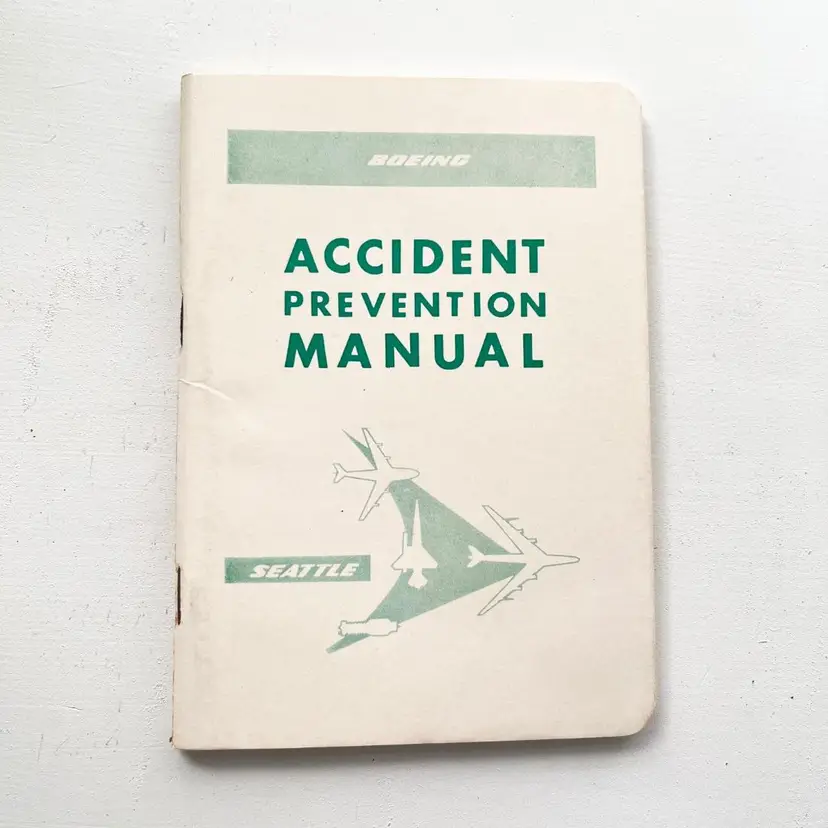 BOEING
ACCIDENT
PREVENTION
MANUAL
SEATTLE